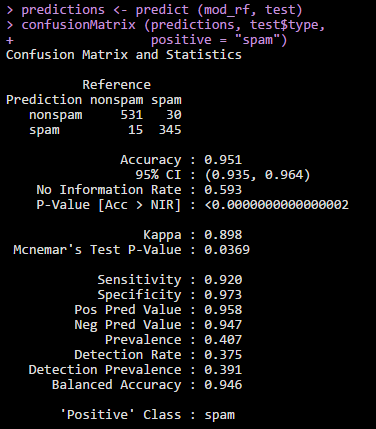 > predictions <- predict (mod_rf, test)
> confusionMatrix (predictions, test$type,
+                  positive = "spam")
Confusion Matrix and Statistics

          Reference
Prediction nonspam spam
   nonspam     531   30
   spam         15  345

               Accuracy : 0.951
                 95% CI : (0.935, 0.964)
    No Information Rate : 0.593
    P-Value [Acc > NIR] : <0.0000000000000002

                  Kappa : 0.898
 Mcnemar's Test P-Value : 0.0369

            Sensitivity : 0.920
            Specificity : 0.973
         Pos Pred Value : 0.958
         Neg Pred Value : 0.947
             Prevalence : 0.407
         Detection Rate : 0.375
   Detection Prevalence : 0.391
      Balanced Accuracy : 0.946

       'Positive' Class : spam